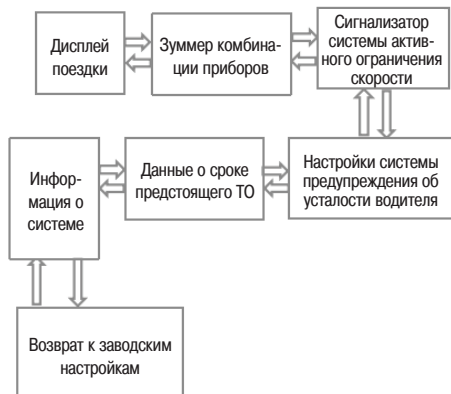 Дисплей
поездки
Зуммер комбина-
ции приборов
Сигнализатор
системы актив-
ного ограничения
скорости
Настройки системы
предупреждения об
усталости водителя
Данные о сроке
предстоящего ТО
Инфор-
мация о
системе
Возврат к заводским
настройкам